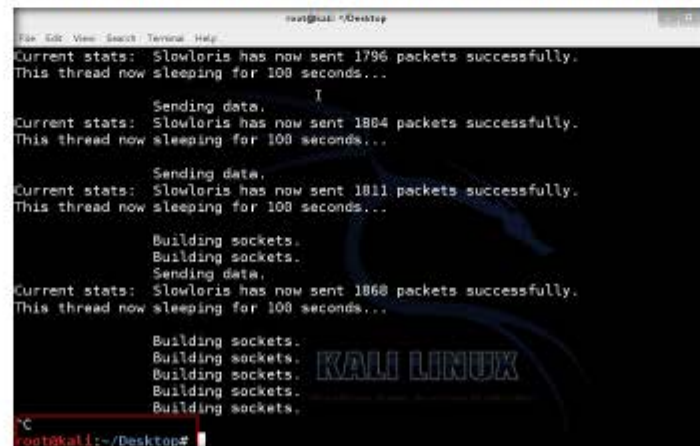 root@kali: ~/Desktop
File Edit View Search Terminal Help
Current stats: Slowloris has now sent 1796 packets successfully.
This thread now sleeping for 100 seconds...
Sending data.
Current stats: Slowloris has now sent 1804 packets successfully.
This thread now sleeping for 100 seconds...
Sending data.
Current stats: Slowloris has now sent 1811 packets successfully.
This thread now sleeping for 100 seconds...
Building sockets.
Building sockets.
Sending data.
Current stats: Slowloris has now sent 1868 packets successfully.
This thread now sleeping for 100 seconds...
Building sockets.
Building sockets.
Building sockets.
Building sockets.
Building sockets.
KALI LINUX
^C
root@kali:~/Desktop#